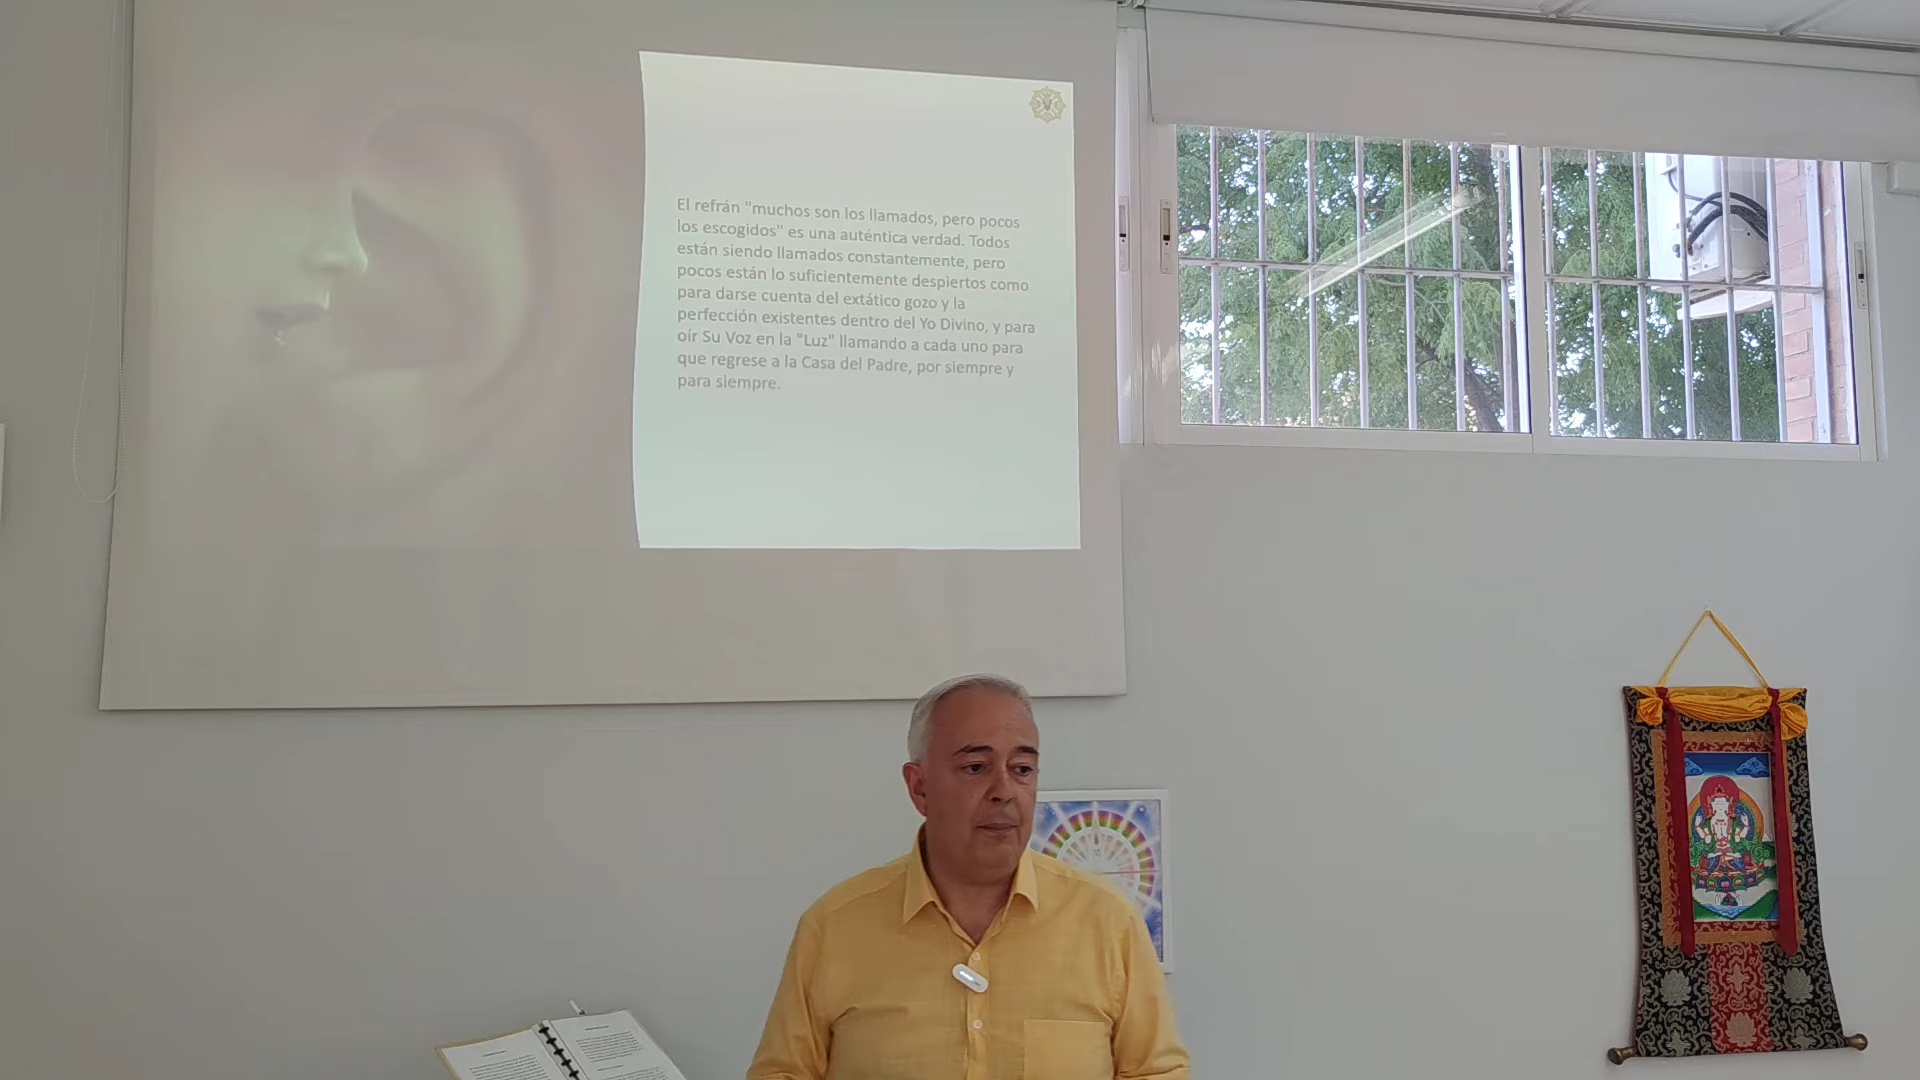 El refrán "muchos son los llamados, pero pocos
los escogidos" es una auténtica verdad. Todos
están siendo llamados constantemente, pero
pocos están lo suficientemente despiertos como
para darse cuenta del extático gozo y la
perfección existentes dentro del Yo Divino, y para
oír Su Voz en la "Luz" llamando a cada uno para
que regrese a la Casa del Padre, por siempre y
para siempre.